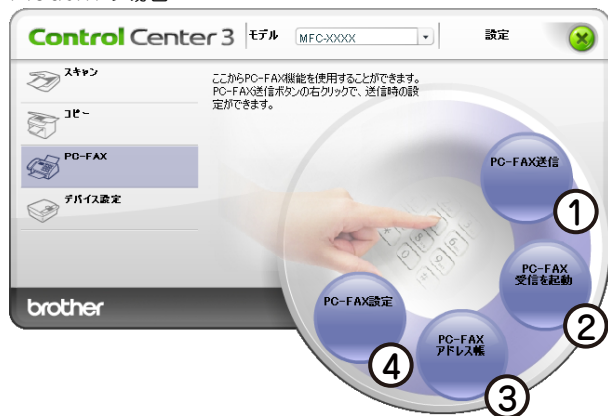 Control Center 3
モデル
MFC-XXXX
設定
スキャン
コピー
PC-FAX
デバイス設定
ここからPC-FAX機能を使用することができます。
PC-FAX送信ボタンの右クリックで、送信時の設
定ができます。
PC-FAX送信
①
PC-FAX
受信を起動
②
PC-FAX
アドレス帳
③
PC-FAX設定
④
brother